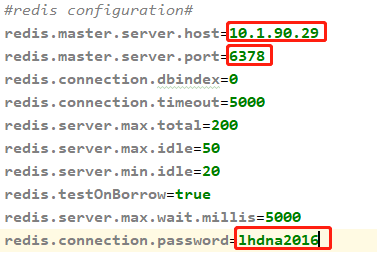 #redis configuration#
redis.master.server.host=10.1.90.29
redis.master.server.port=6378
redis.connection.dbindex=0
redis.connection.timeout=5000
redis.server.max.total=200
redis.server.max.idle=50
redis.server.min.idle=20
redis.testOnBorrow=true
redis.server.max.wait.millis=5000
redis.connection.password=lhdna2016